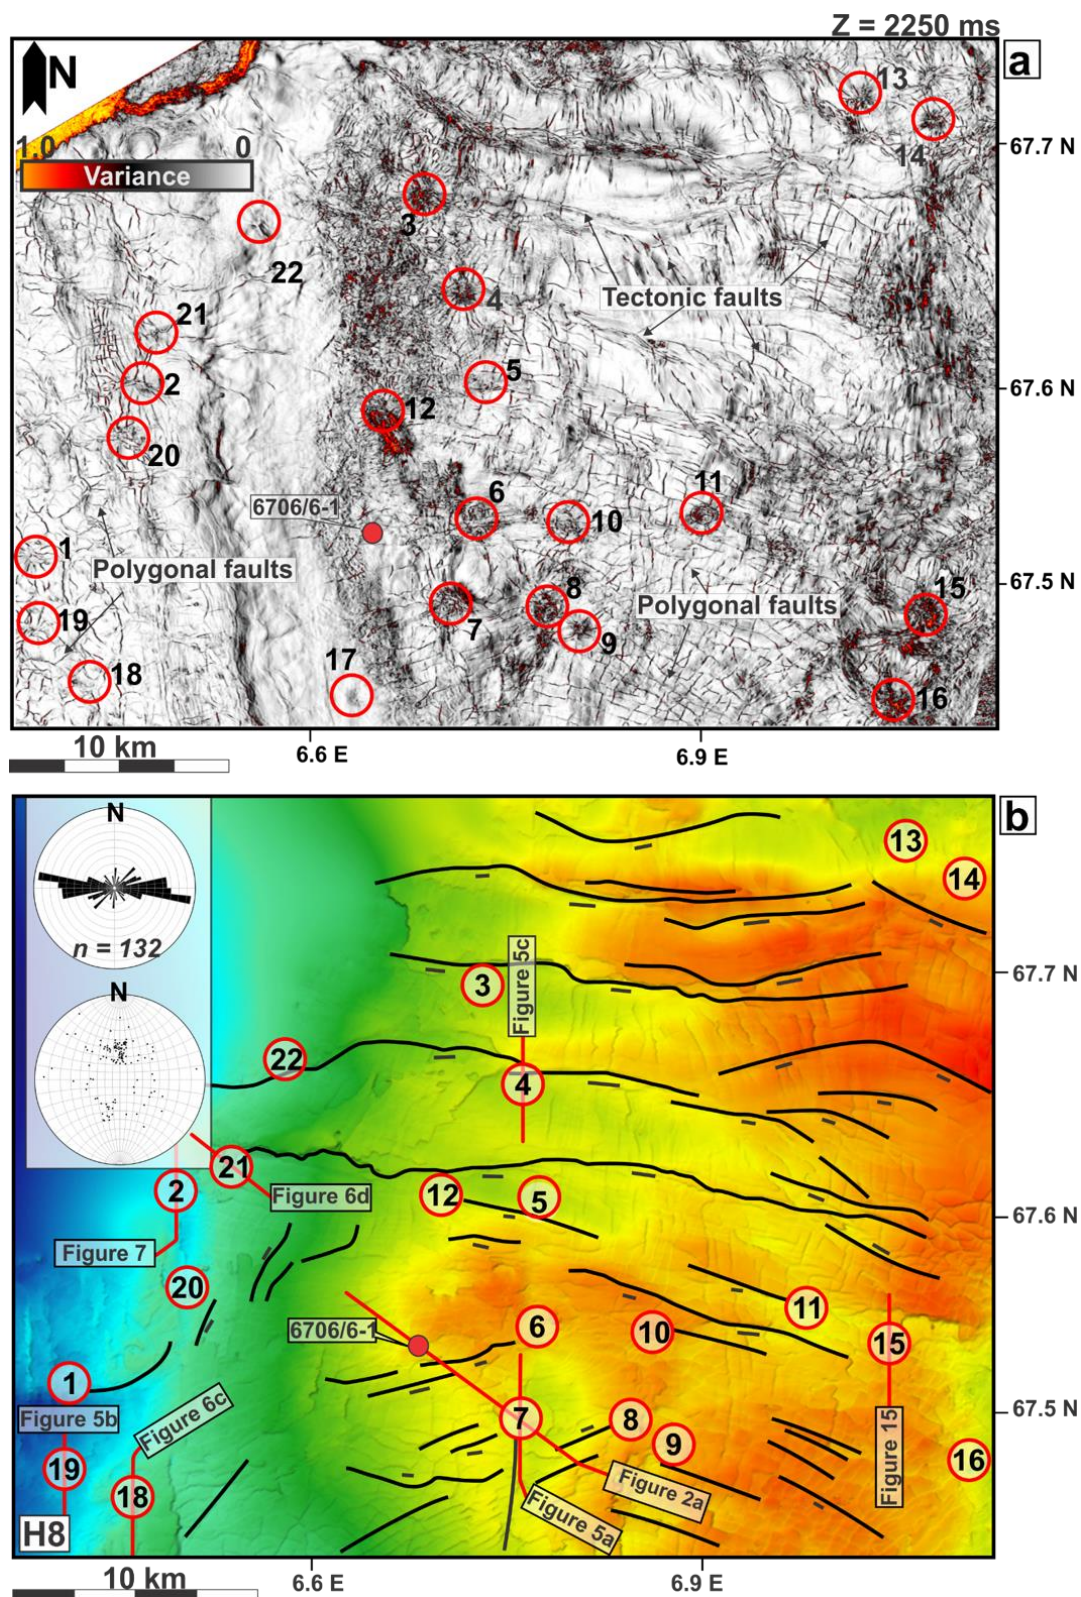 Z = 2250 ms
a
N
1.0 0
Variance
13
14
67.7 N
3
22
4
Tectonic faults
21
2
5
67.6 N
12
20
11
6
10
6706/6-1
1
Polygonal faults
67.5 N
8
15
Polygonal faults
7
9
19
17
18
16
10 km
6.6 E
6.9 E
b
N
n = 132
N
13
14
67.7 N
3
Figure 5c
22
4
21
2
Figure 6d
12
5
67.6 N
Figure 7
20
11
6706/6-1
6
10
15
1
Figure 5b
Figure 6c
7
8
9
67.5 N
19
18
Figure 2a
Figure 5a
Figure 15
16
H8
10 km
6.6 E
6.9 E